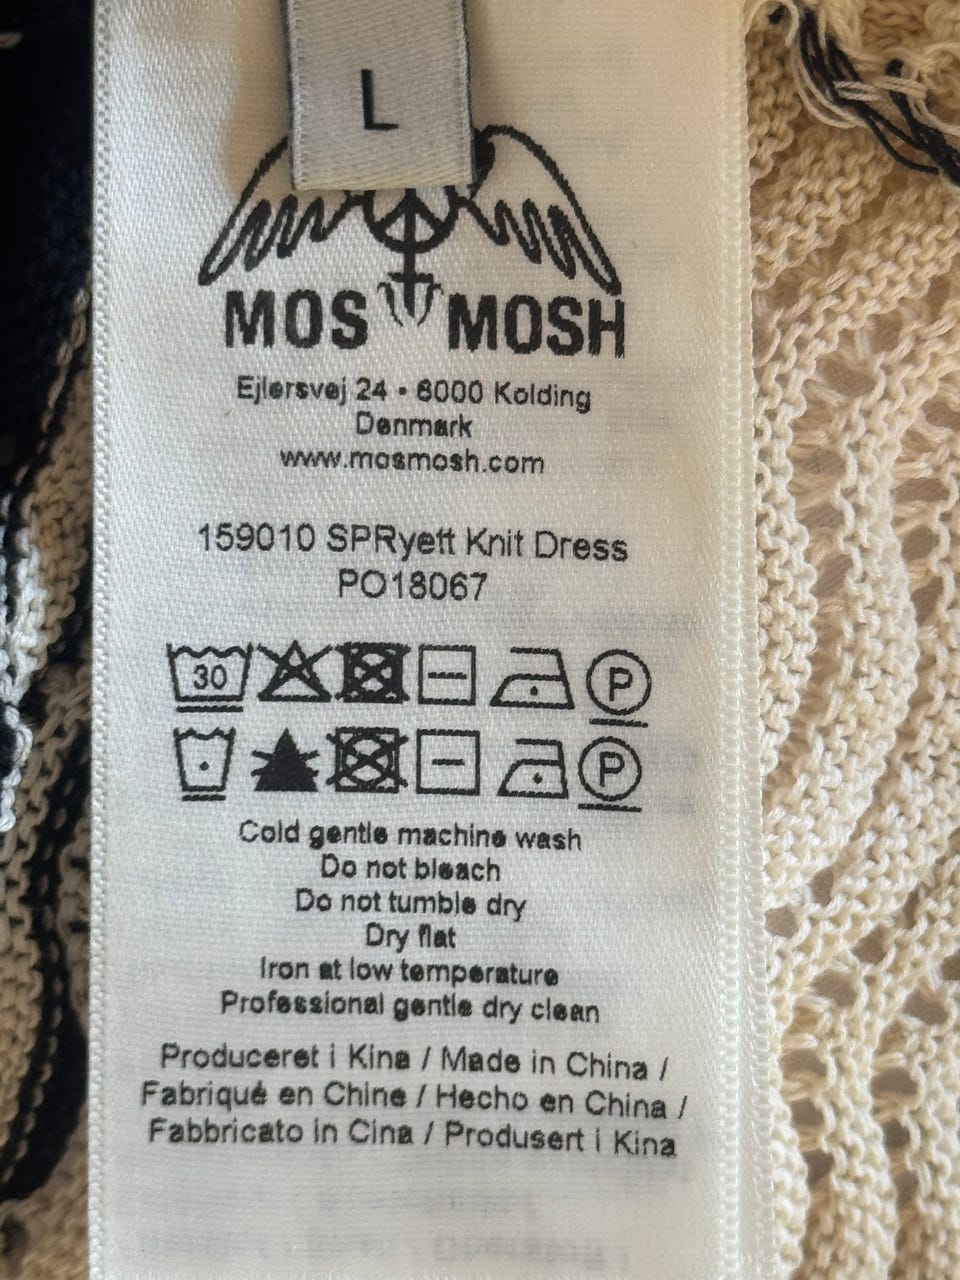 L
MOS MOSH
Ejlersvej 24 • 6000 Kolding
Denmark
www.mosmosh.com
159010 SPRyett Knit Dress
PO18067
30 P
P
Cold gentle machine wash
Do not bleach
Do not tumble dry
Dry flat
Iron at low temperature
Professional gentle dry clean
Produceret i Kina / Made in China /
Fabriqué en Chine / Hecho en China /
Fabbricato in Cina / Produsert i Kina